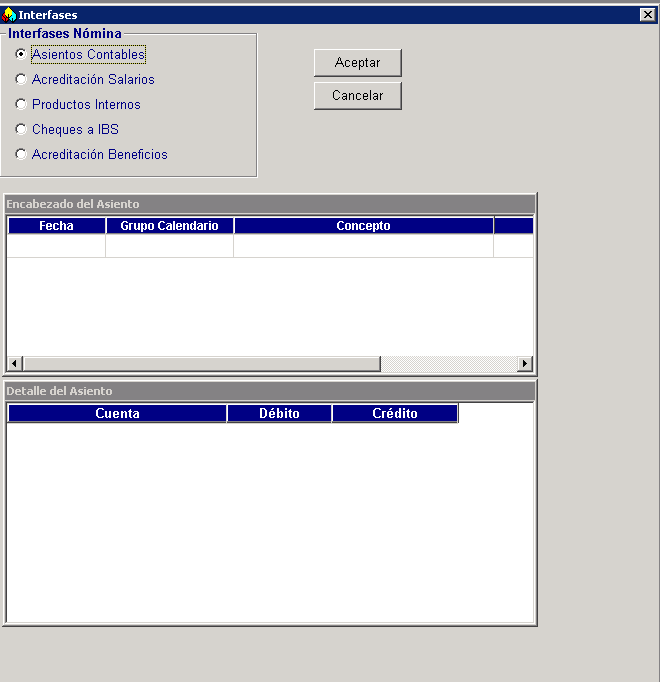 Interfases
Interfases Nómina
Asientos Contables
Acreditación Salarios
Productos Internos
Cheques a IBS
Acreditación Beneficios
Aceptar
Cancelar
Encabezado del Asiento
Fecha Grupo Calendario Concepto
Detalle del Asiento
Cuenta Débito Crédito